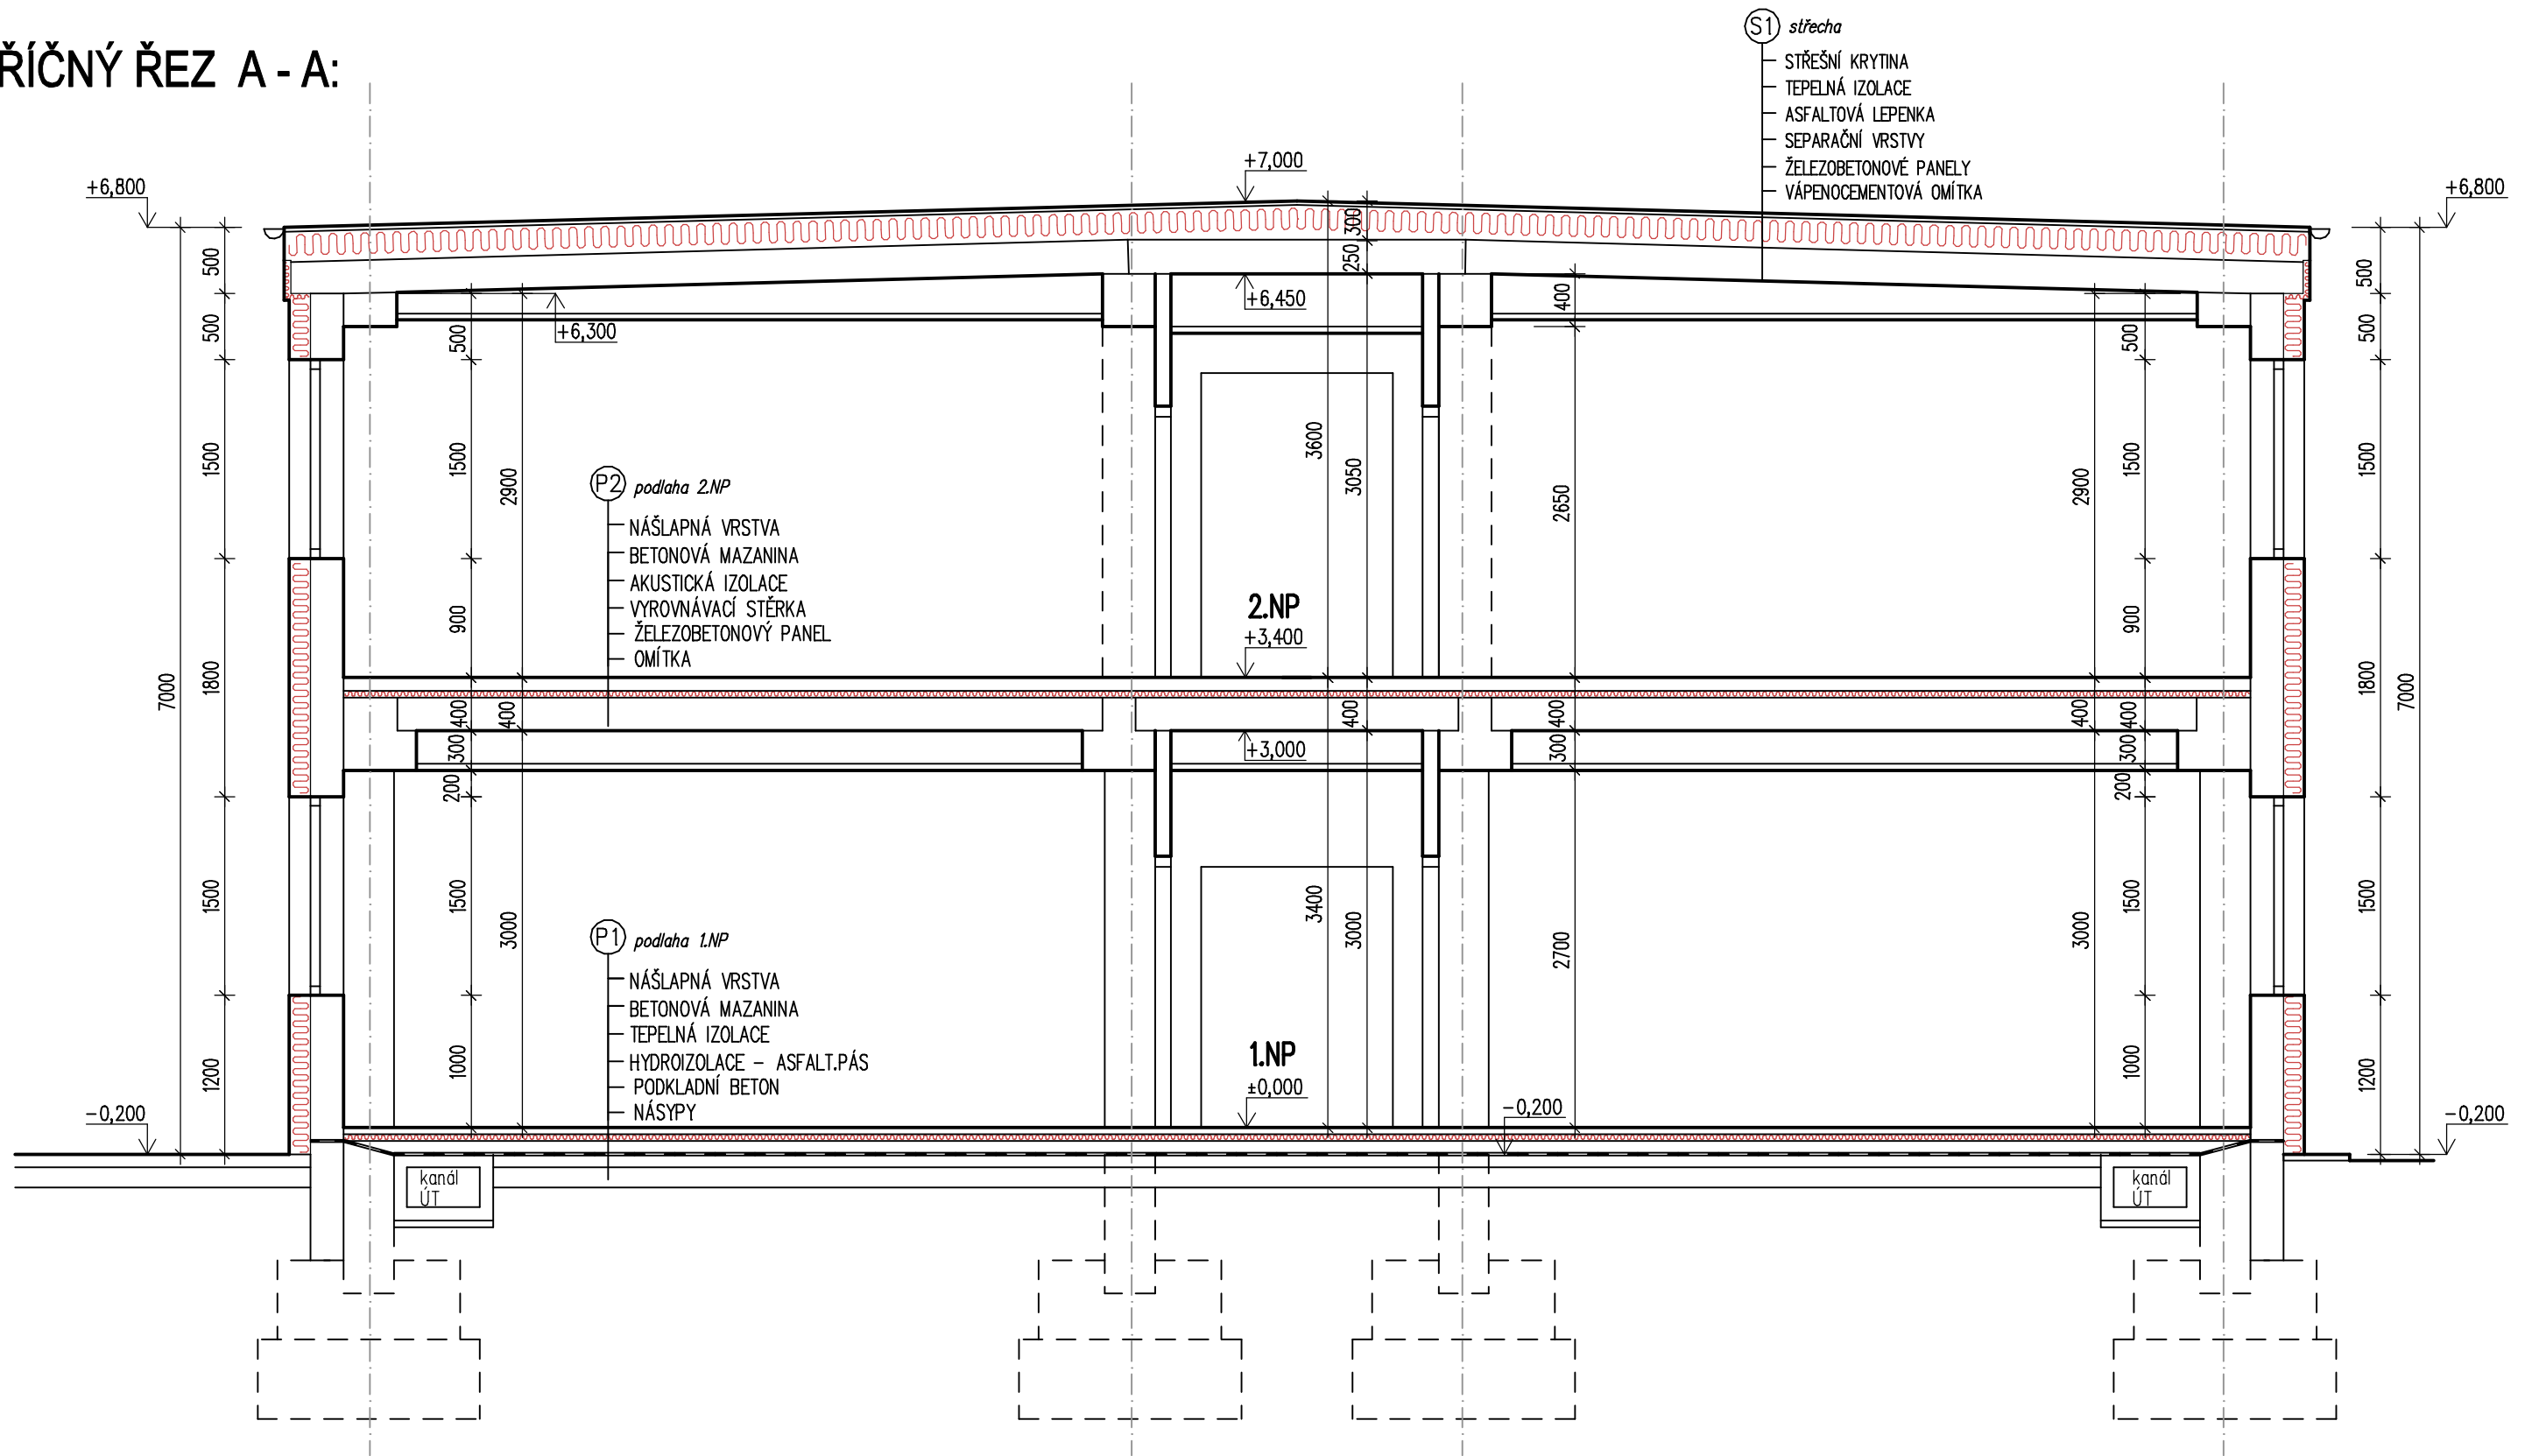 ŘÍČNÝ ŘEZ A - A:
S1 střecha
STŘEŠNÍ KRYTINA
TEPELNÁ IZOLACE
ASFALTOVÁ LEPENKA
SEPARAČNÍ VRSTVY
ŽELEZOBETONOVÉ PANELY
VÁPENOCEMENTOVÁ OMÍTKA
+7,000
+6,800
+6,800
300
250
500
500
+6,450
400
+6,300
500
500
500
500
1500
1500
2900
3600
3050
2650
2900
1500
1500
P2 podlaha 2.NP
NÁŠLAPNÁ VRSTVA
BETONOVÁ MAZANINA
AKUSTICKÁ IZOLACE
VYROVNÁVACÍ STĚRKA
ŽELEZOBETONOVÝ PANEL
OMÍTKA
2.NP
+3,400
900
900
7000
1800
1800
7000
400
400
400
400
400
400
300
+3,000
300
300
200
200
1500
1500
3000
3400
3000
2700
3000
1500
1500
P1 podlaha 1.NP
NÁŠLAPNÁ VRSTVA
BETONOVÁ MAZANINA
TEPELNÁ IZOLACE
HYDROIZOLACE - ASFALT.PÁS
PODKLADNÍ BETON
NÁSYPY
1.NP
±0,000
1200
1000
1000
1200
-0,200
-0,200
-0,200
kanál
ÚT
kanál
ÚT